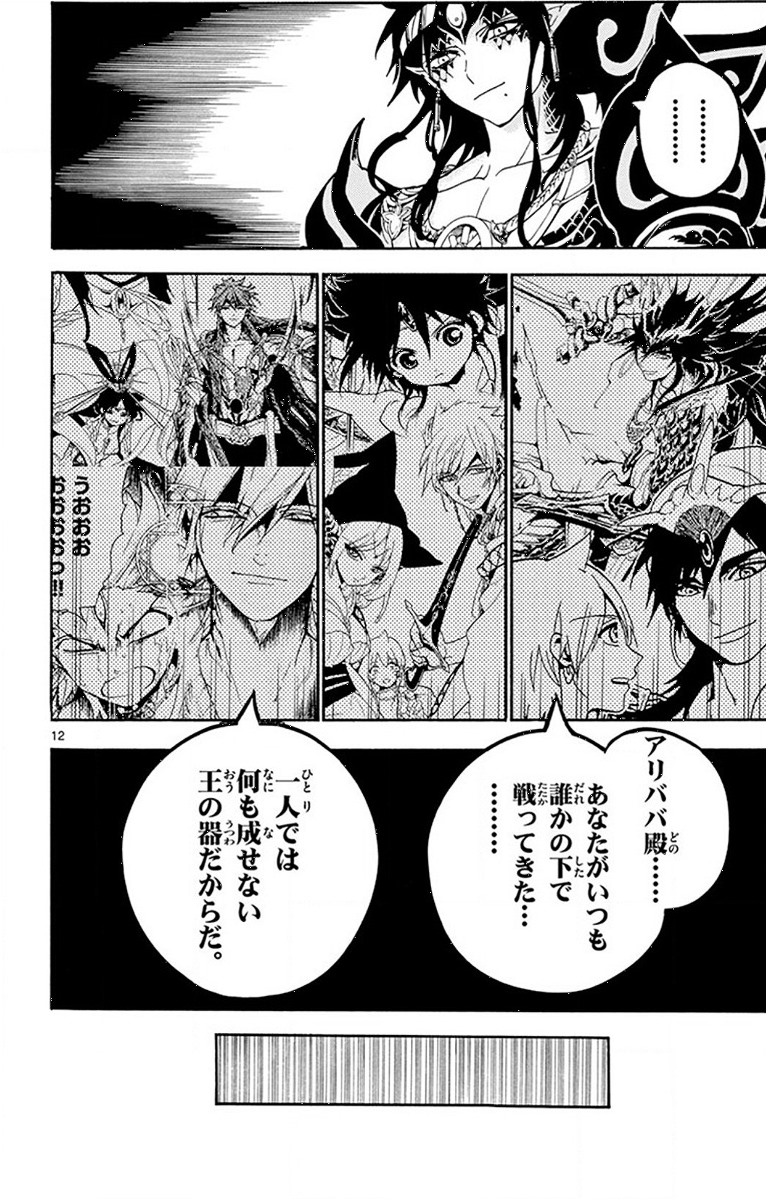 ………
………
うおおお
おおおおっ!!
アリババ殿……
あなたがいつも
誰かの下で
戦ってきた…
………
一人では
何も成せない
王の器だからだ。
12